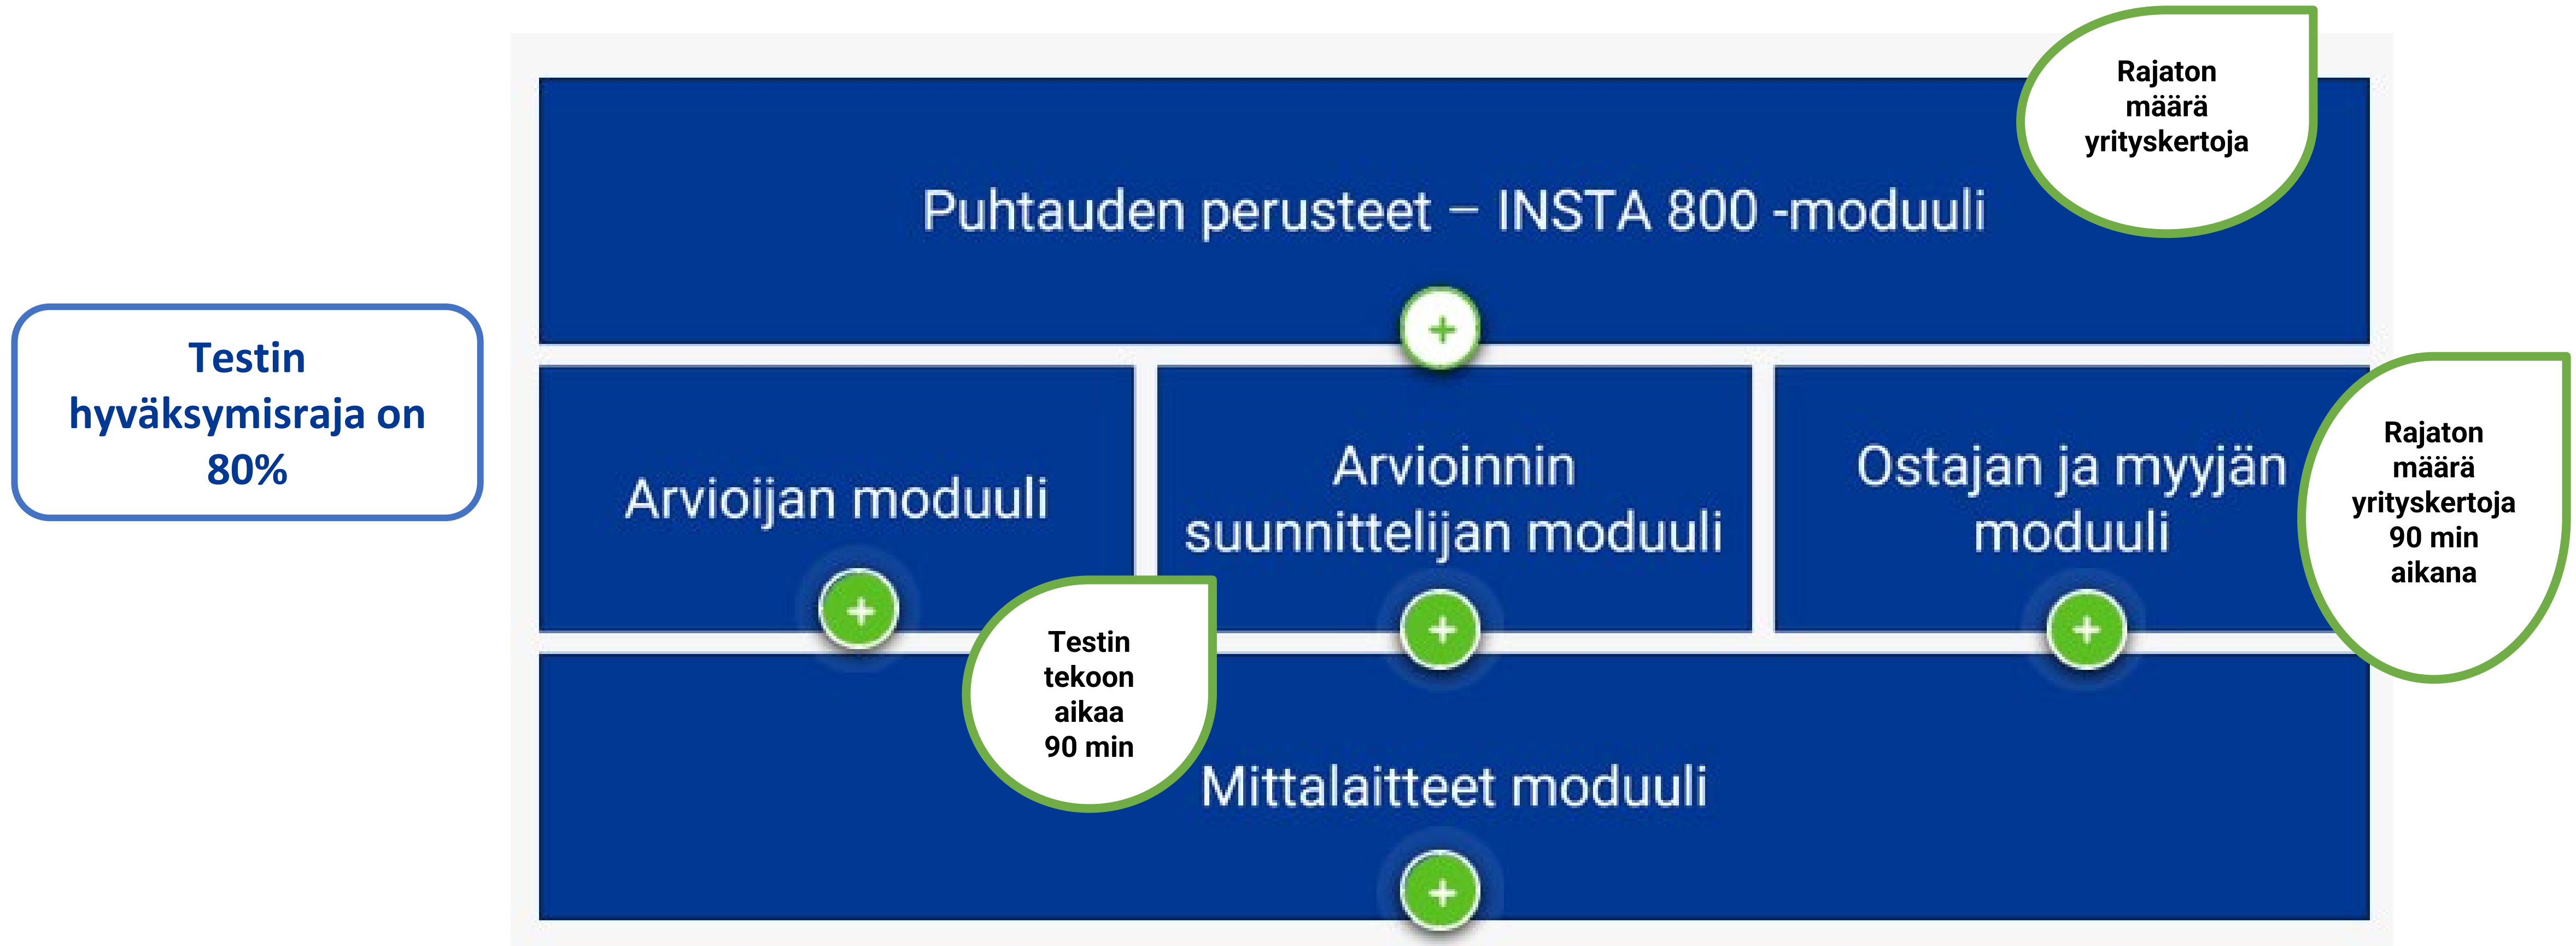 Rajaton
määrä
yrityskertoja
Puhtauden perusteet – INSTA 800 -moduuli
Testin
hyväksymisraja on
80%
Arvioijan moduuli
Arvioinnin
suunnittelijan moduuli
Ostajan ja myyjän
moduuli
Rajaton
määrä
yrityskertoja
90 min
aikana
Testin
tekoon
aikaa
90 min
Mittalaitteet moduuli